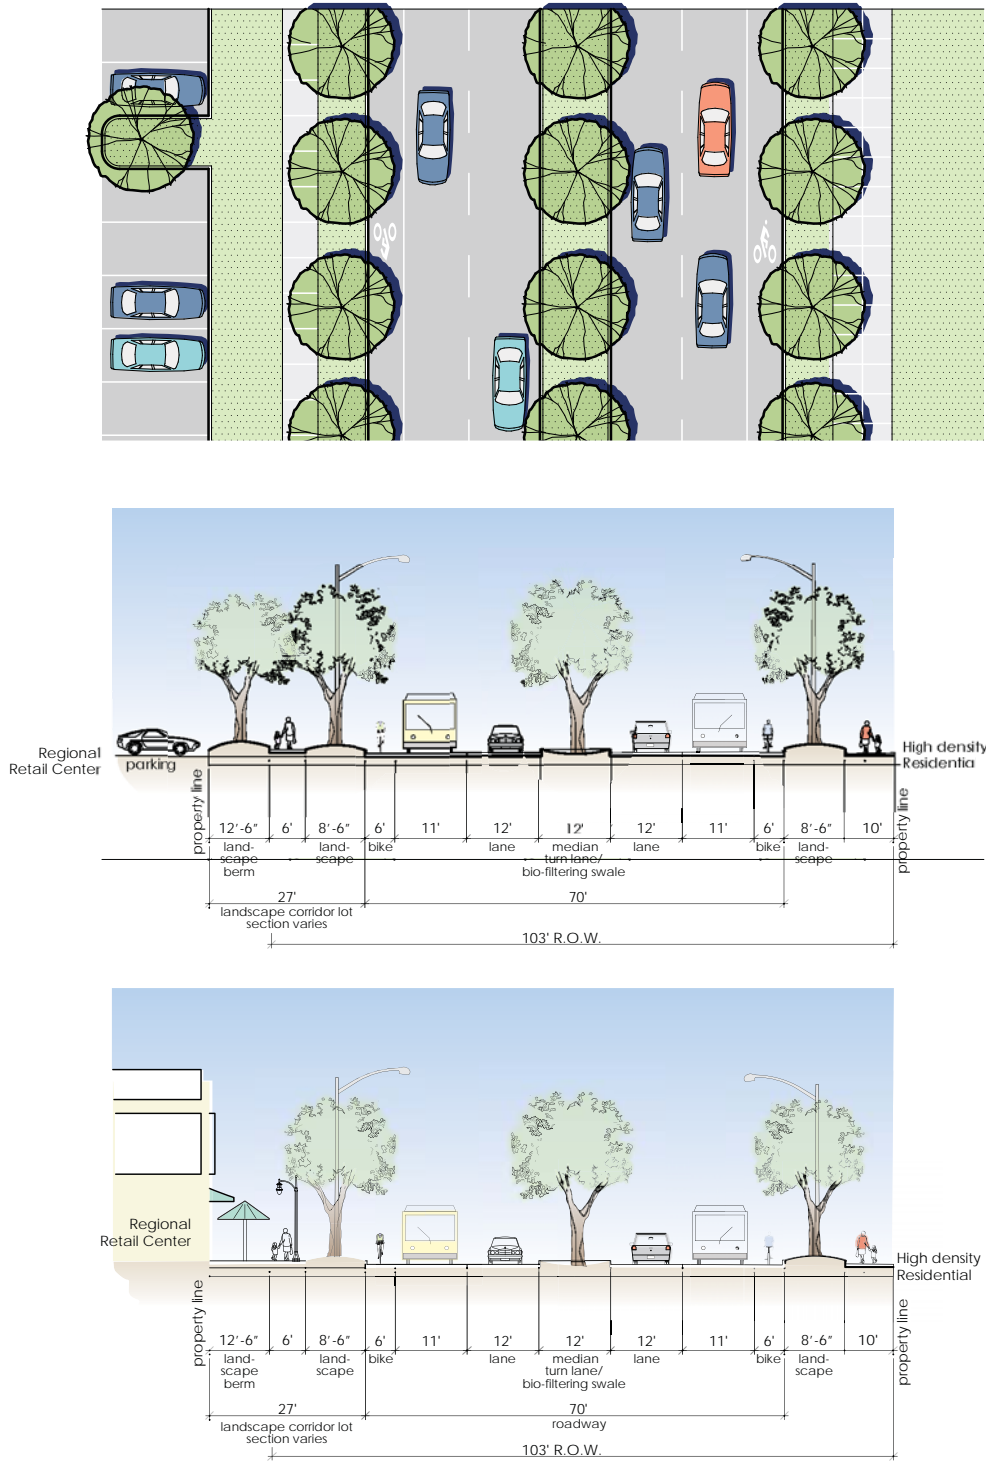 Regional
Retail Center
parking
High density
Residentia
property line
property line
12'-6" 6' 8'-6" 6' 11' 12' 12' 12' 11' 6' 8'-6" 10'
land-
scape
berm
land-
scape
bike
lane
median
turn lane/
bio-filtering swale
lane
bike
land-
scape
27'
70'
landscape corridor lot
section varies
103' R.O.W.
Regional
Retail Center
High density
Residential
property line
property line
12'-6" 6' 8'-6" 6' 11' 12' 12' 12' 11' 6' 8'-6" 10'
land-
scape
berm
land-
scape
bike
lane
median
turn lane/
bio-filtering swale
lane
bike
land-
scape
27'
70'
landscape corridor lot
section varies
roadway
103' R.O.W.